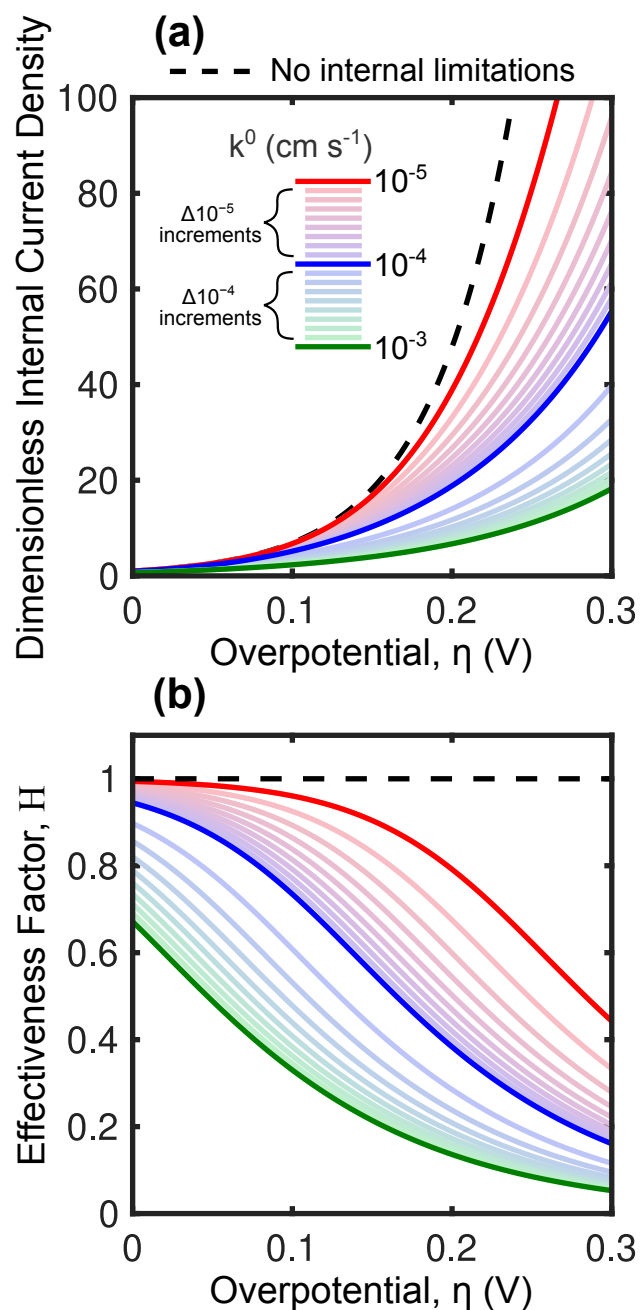 (a)
No internal limitations
Dimensionless Internal Current Density
100
80
60
40
20
0
k⁰ (cm s⁻¹)
10⁻⁵
Δ10⁻⁵
increments
10⁻⁴
Δ10⁻⁴
increments
10⁻³
0
0.1
0.2
0.3
Overpotential, η (V)
(b)
Effectiveness Factor, H
1
0.8
0.6
0.4
0.2
0
0
0.1
0.2
0.3
Overpotential, η (V)